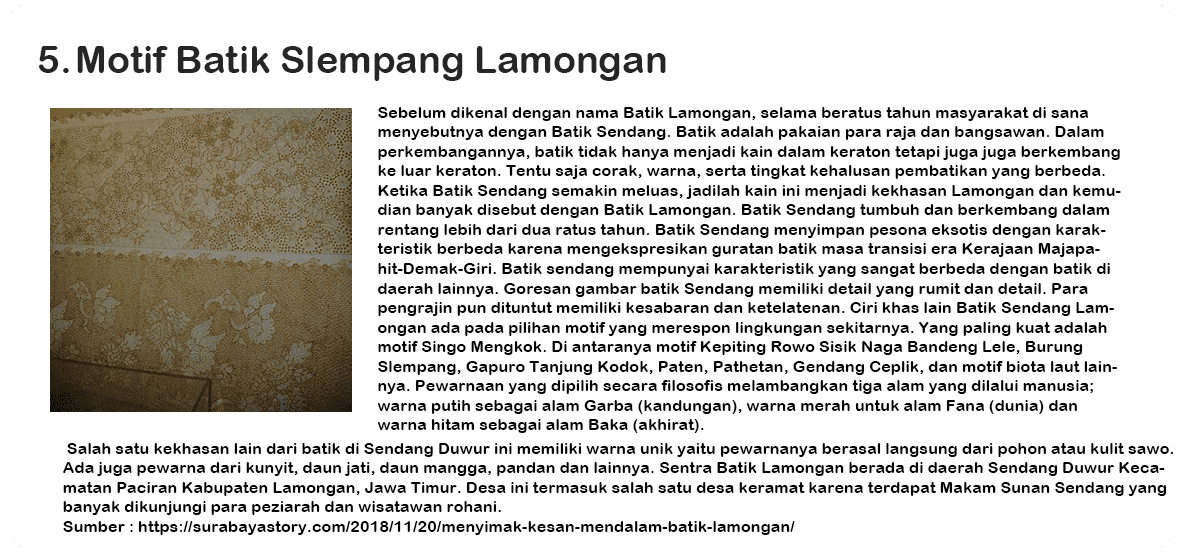 5. Motif Batik Slempang Lamongan
Sebelum dikenal dengan nama Batik Lamongan, selama beratus tahun masyarakat di sana
menyebutnya dengan Batik Sendang. Batik adalah pakaian para raja dan bangsawan. Dalam
perkembangannya, batik tidak hanya menjadi kain dalam keraton tetapi juga juga berkembang
ke luar keraton. Tentu saja corak, warna, serta tingkat kehalusan pembatikan yang berbeda.
Ketika Batik Sendang semakin meluas, jadilah kain ini menjadi kekhasan Lamongan dan kemu-
dian banyak disebut dengan Batik Lamongan. Batik Sendang tumbuh dan berkembang dalam
rentang lebih dari dua ratus tahun. Batik Sendang menyimpan pesona eksotis dengan karak-
teristik berbeda karena mengekspresikan guratan batik masa transisi era Kerajaan Majapa-
hit-Demak-Giri. Batik sendang mempunyai karakteristik yang sangat berbeda dengan batik di
daerah lainnya. Goresan gambar batik Sendang memiliki detail yang rumit dan detail. Para
pengrajin pun dituntut memiliki kesabaran dan ketelatenan. Ciri khas lain Batik Sendang Lam-
ongan ada pada pilihan motif yang merespon lingkungan sekitarnya. Yang paling kuat adalah
motif Singo Mengkok. Di antaranya motif Kepiting Rowo Sisik Naga Bandeng Lele, Burung
Slempang, Gapuro Tanjung Kodok, Paten, Pathetan, Gendang Ceplik, dan motif biota laut lain-
nya. Pewarnaan yang dipilih secara filosofis melambangkan tiga alam yang dilalui manusia;
warna putih sebagai alam Garba (kandungan), warna merah untuk alam Fana (dunia) dan
warna hitam sebagai alam Baka (akhirat).
Salah satu kekhasan lain dari batik di Sendang Duwur ini memiliki warna unik yaitu pewarnanya berasal langsung dari pohon atau kulit sawo.
Ada juga pewarna dari kunyit, daun jati, daun mangga, pandan dan lainnya. Sentra Batik Lamongan berada di daerah Sendang Duwur Keca-
matan Paciran Kabupaten Lamongan, Jawa Timur. Desa ini termasuk salah satu desa keramat karena terdapat Makam Sunan Sendang yang
banyak dikunjungi para peziarah dan wisatawan rohani.
Sumber : https://surabayastory.com/2018/11/20/menyimak-kesan-mendalam-batik-lamongan/